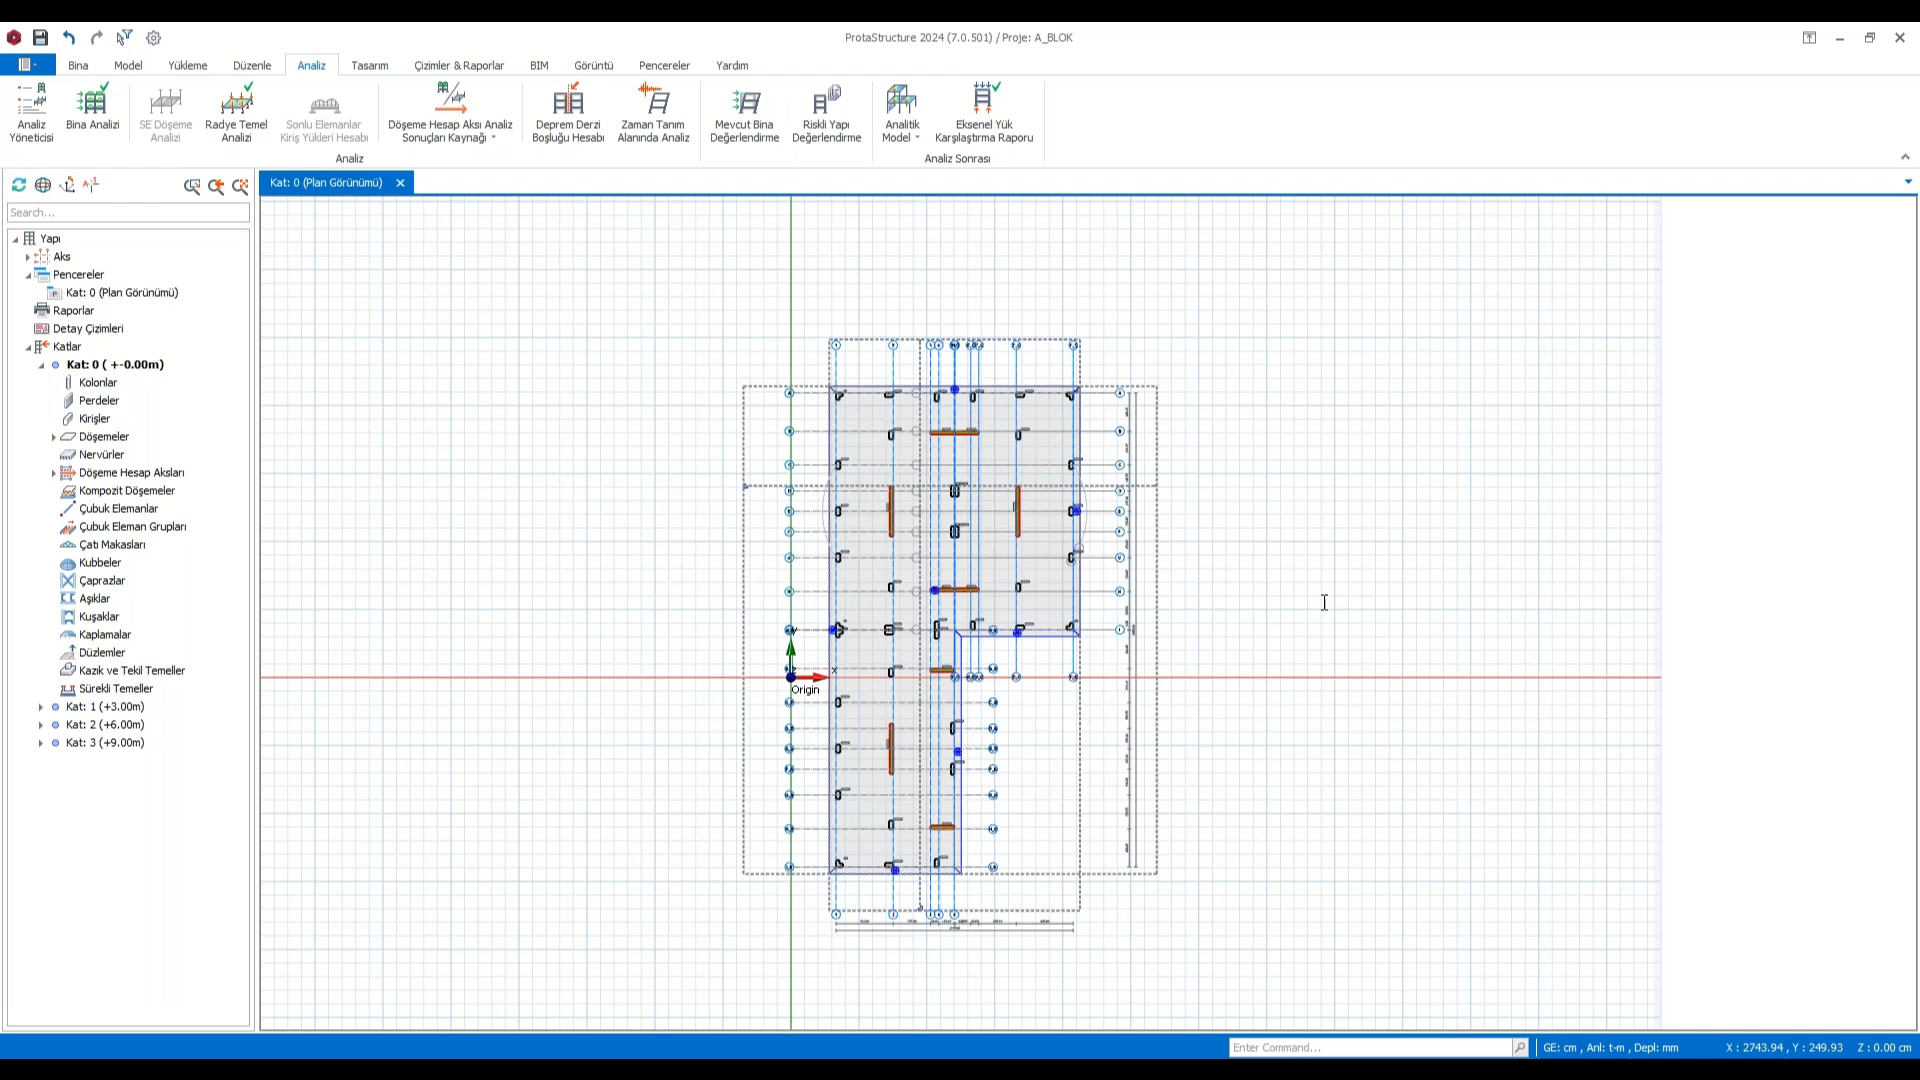 ProtaStructure 2024 (7.0.501) / Proje: A_BLOK
Bina Model Yükleme Düzenle Analiz Tasarım Çizimler & Raporlar BIM Görüntü Pencereler Yardım
Analiz Yöneticisi
Bina Analizi
SE Döşeme Analizi
Radye Temel Analizi
Sonlu Elemanlar Kiriş Yükleri Hesabı
Döşeme Hesap Aksı Analiz Sonuçları Kaynağı
Deprem Derzi Boşluğu Hesabı
Zaman Tanım Alanında Analiz
Mevcut Bina Değerlendirme
Riskli Yapı Değerlendirme
Analitik Model
Eksenel Yük Karşılaştırma Raporu
Analiz
Analiz Sonrası
Kat: 0 (Plan Görünümü)
Search...
Yapı
Aks
Pencereler
Kat: 0 (Plan Görünümü)
Raporlar
Detay Çizimleri
Katlar
Kat: 0 ( +-0.00m)
Kolonlar
Perdeler
Kirişler
Döşemeler
Nervürler
Döşeme Hesap Aksları
Kompozit Döşemeler
Çubuk Elemanlar
Çubuk Eleman Grupları
Çatı Makasları
Kubbeler
Çaprazlar
Aşıklar
Kuşaklar
Kaplamalar
Düzlemler
Kazık ve Tekil Temeller
Sürekli Temeller
Kat: 1 (+3.00m)
Kat: 2 (+6.00m)
Kat: 3 (+9.00m)
X
Origin
Enter Command...
GE: cm , Anl: t-m , Depl: mm
X : 2743.94 , Y : 249.93 Z : 0.00 cm